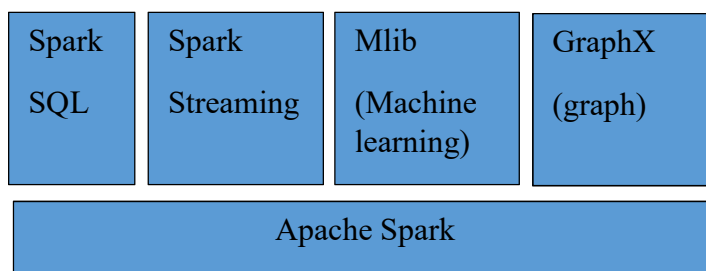 Spark
SQL
Spark
Streaming
Mlib
(Machine
learning)
GraphX
(graph)
Apache Spark